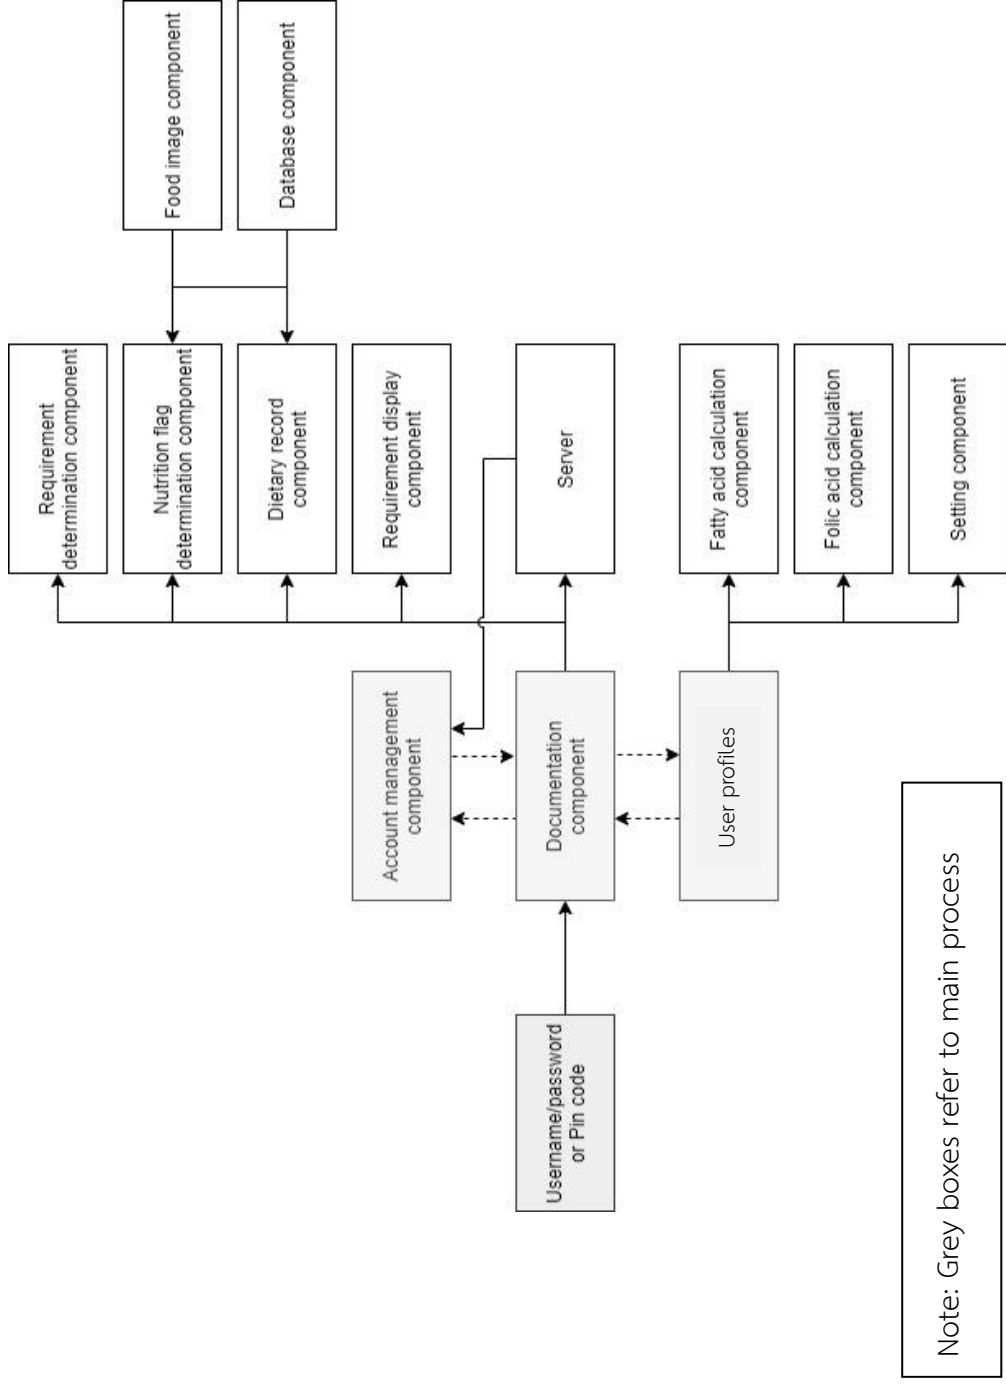 Username/password
or Pin code
Account management
component
Documentation
component
User profiles
Requirement
determination component
Nutrition flag
determination component
Dietary record
component
Requirement display
component
Server
Fatty acid calculation
component
Folic acid calculation
component
Setting component
Food image component
Database component
Note: Grey boxes refer to main process